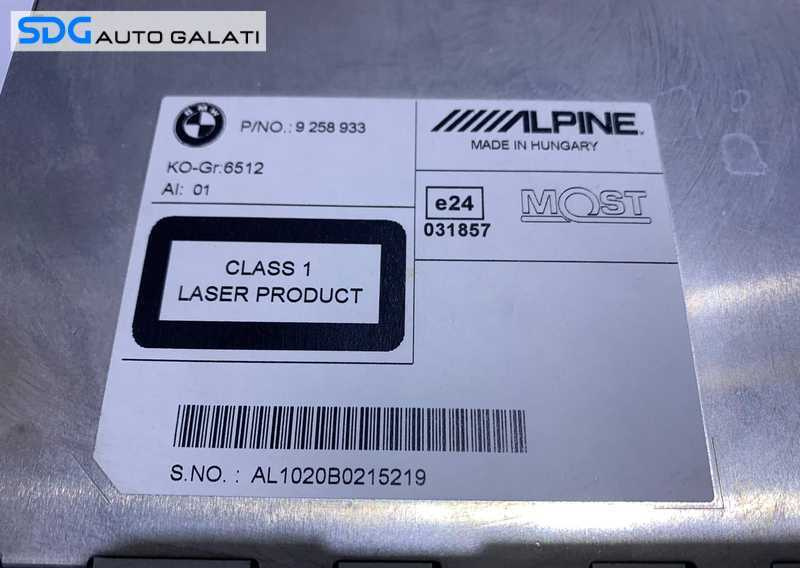 SDG AUTO GALATI
BMW
P/NO.: 9 258 933
KO-Gr:6512
AI: 01
ALPINE
MADE IN HUNGARY
e24
031857
MOST
CLASS 1
LASER PRODUCT
S.NO. : AL1020B0215219